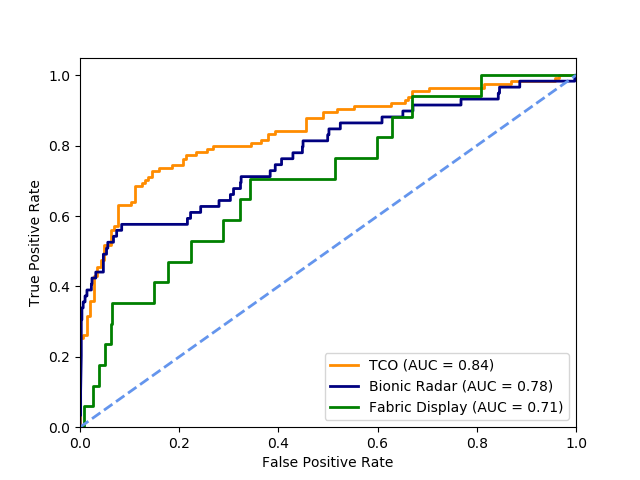 1.0
0.8
0.6
0.4
0.2
0.0
True Positive Rate
TCO (AUC = 0.84)
Bionic Radar (AUC = 0.78)
Fabric Display (AUC = 0.71)
0.0 0.2 0.4 0.6 0.8 1.0
False Positive Rate